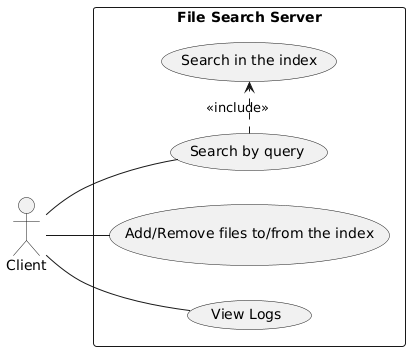 File Search Server
Search in the index
«include»
Search by query
Add/Remove files to/from the index
Client
View Logs